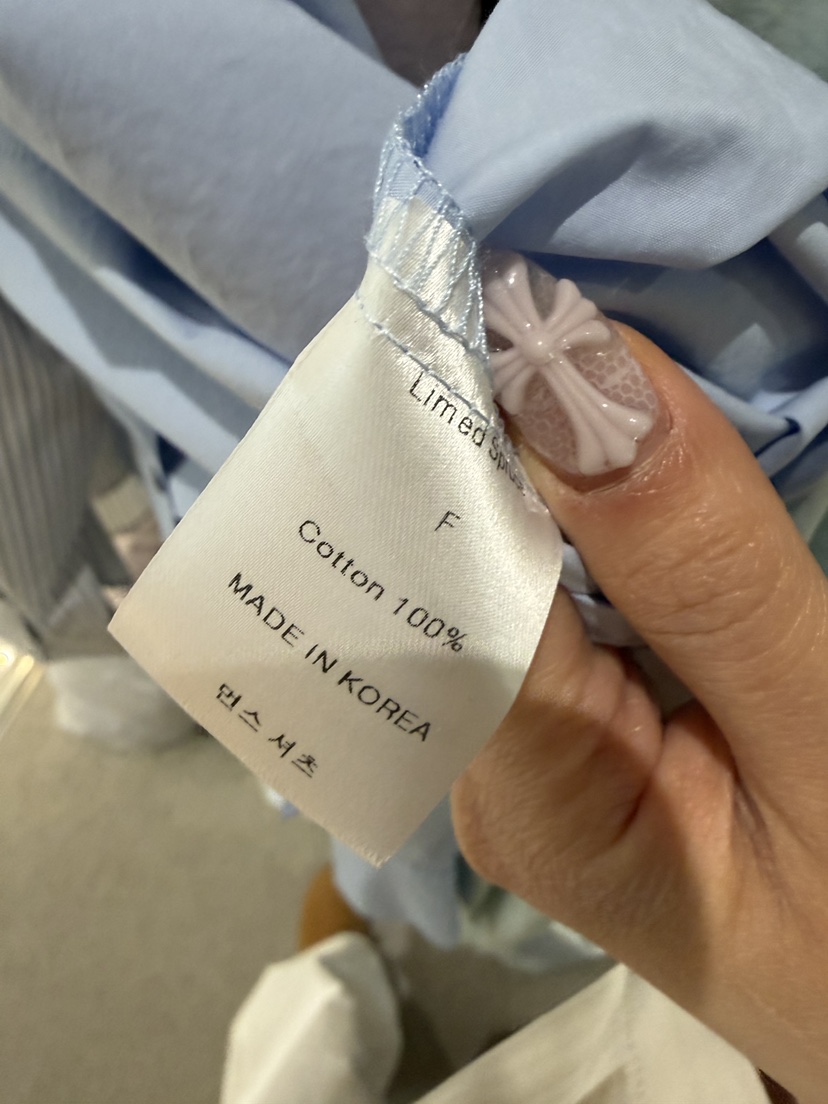 Limed
F
Cotton 100%
MADE IN KOREA
먼스 셔츠